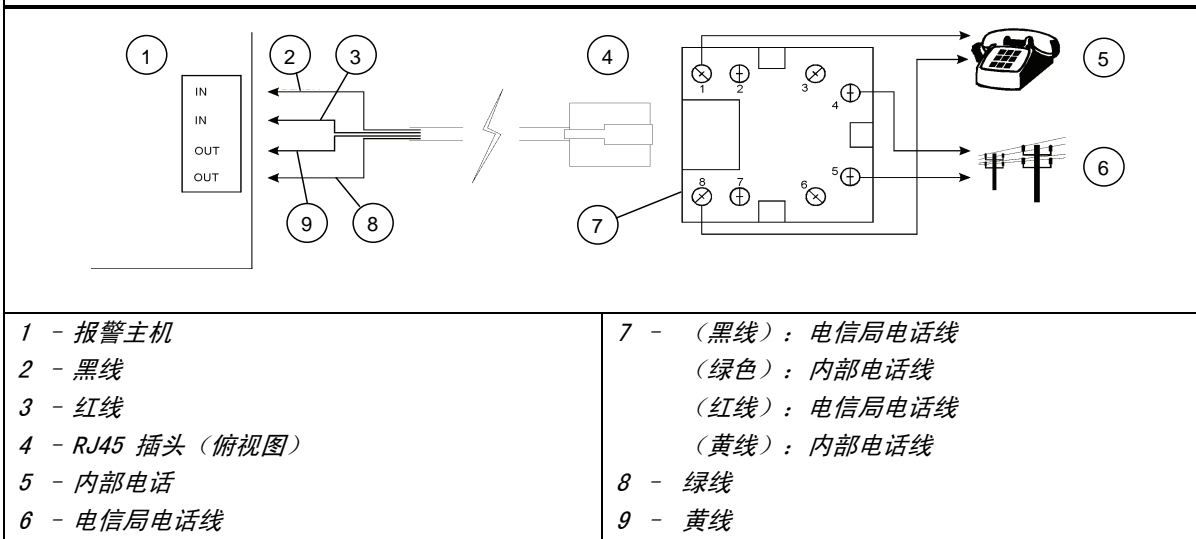 1
2
3
4
5
IN
IN
OUT
OUT
1
2
3
4
5
6
7
8
6
7
8
9
1 - 报警主机
2 - 黑线
3 - 红线
4 - RJ45 插头（俯视图）
5 - 内部电话
6 - 电信局电话线
7 - （黑线）：电信局电话线
（绿色）：内部电话线
（红线）：电信局电话线
（黄线）：内部电话线
8 - 绿线
9 - 黄线